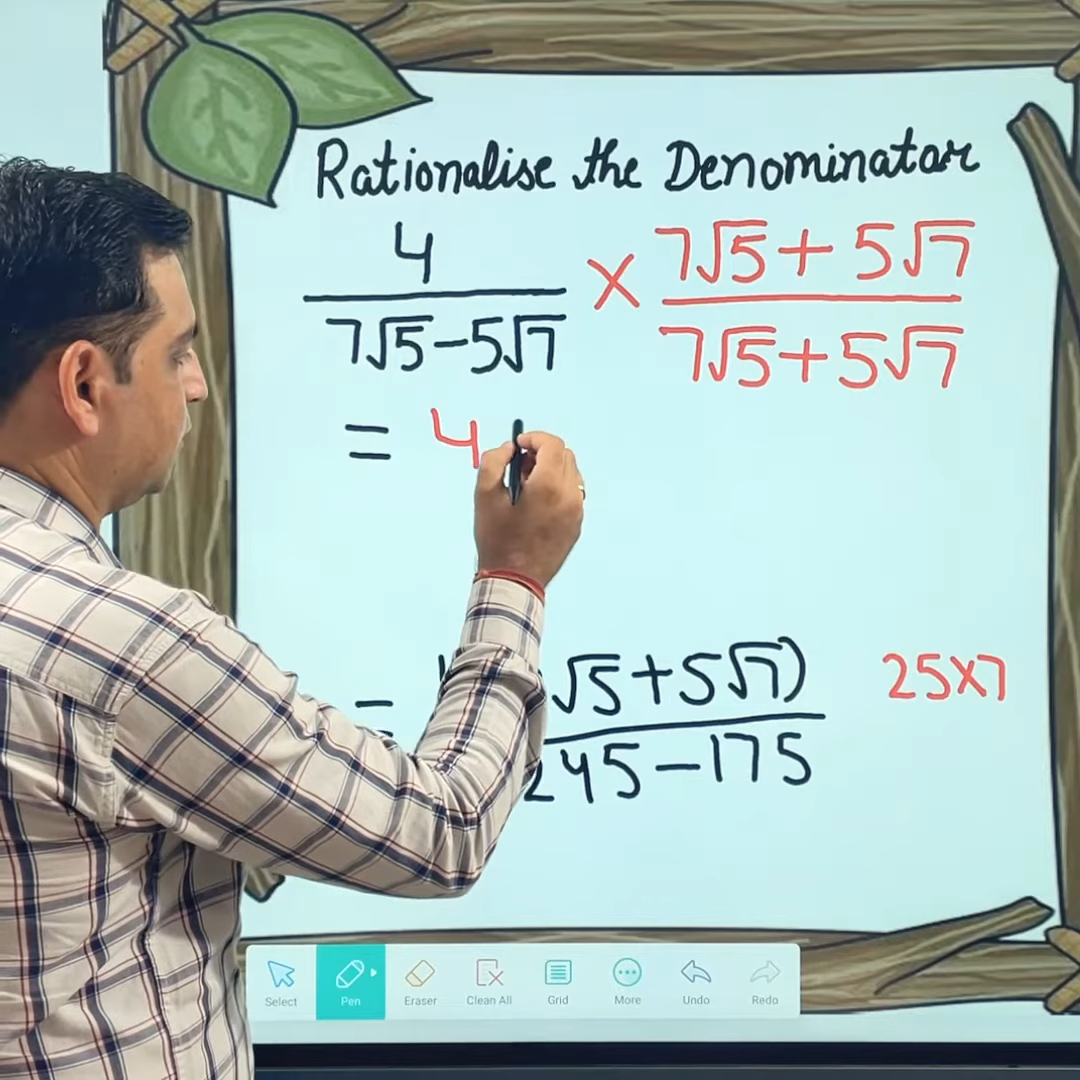 Rationalise the Denominator
4 × 7√5 + 5√7
7√5 − 5√7 7√5 + 5√7
= 4
= √5 + 5√7) 25×7
245 − 175
Select Pen Eraser Clean All Grid More Undo Redo